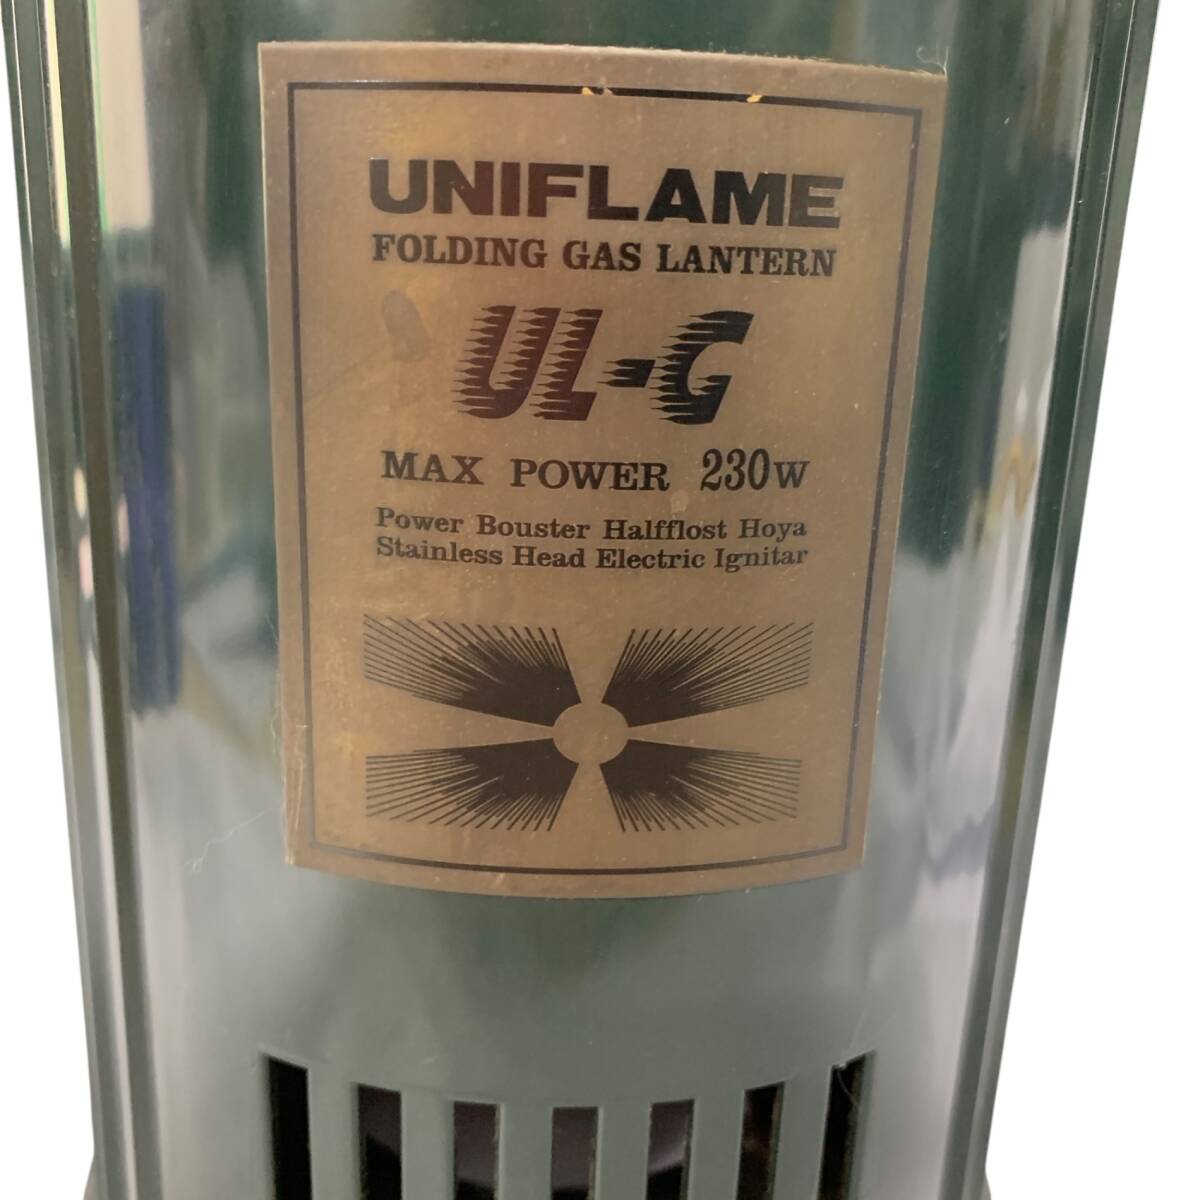 UNIFLAME
FOLDING GAS LANTERN
UL-G
MAX POWER 230W
Power Bouster Halfflost Hoya
Stainless Head Electric Ignitar